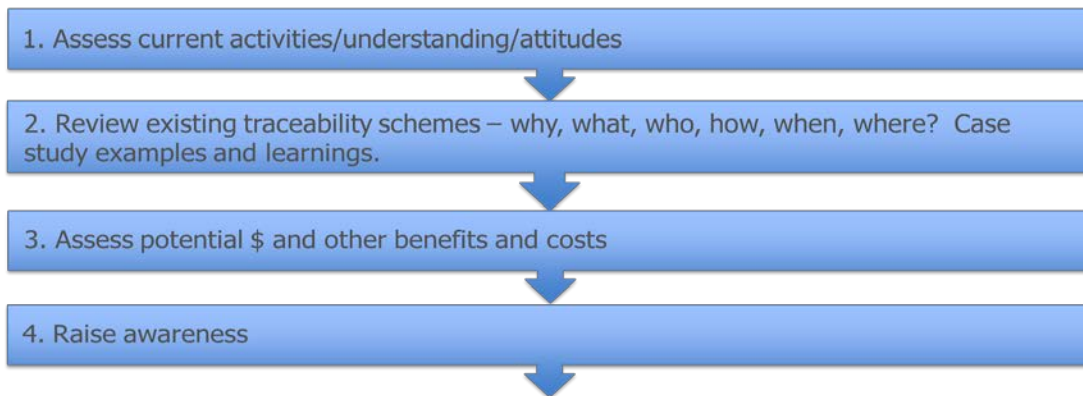 1. Assess current activities/understanding/attitudes
2. Review existing traceability schemes – why, what, who, how, when, where?  Case
study examples and learnings.
3. Assess potential $ and other benefits and costs
4. Raise awareness